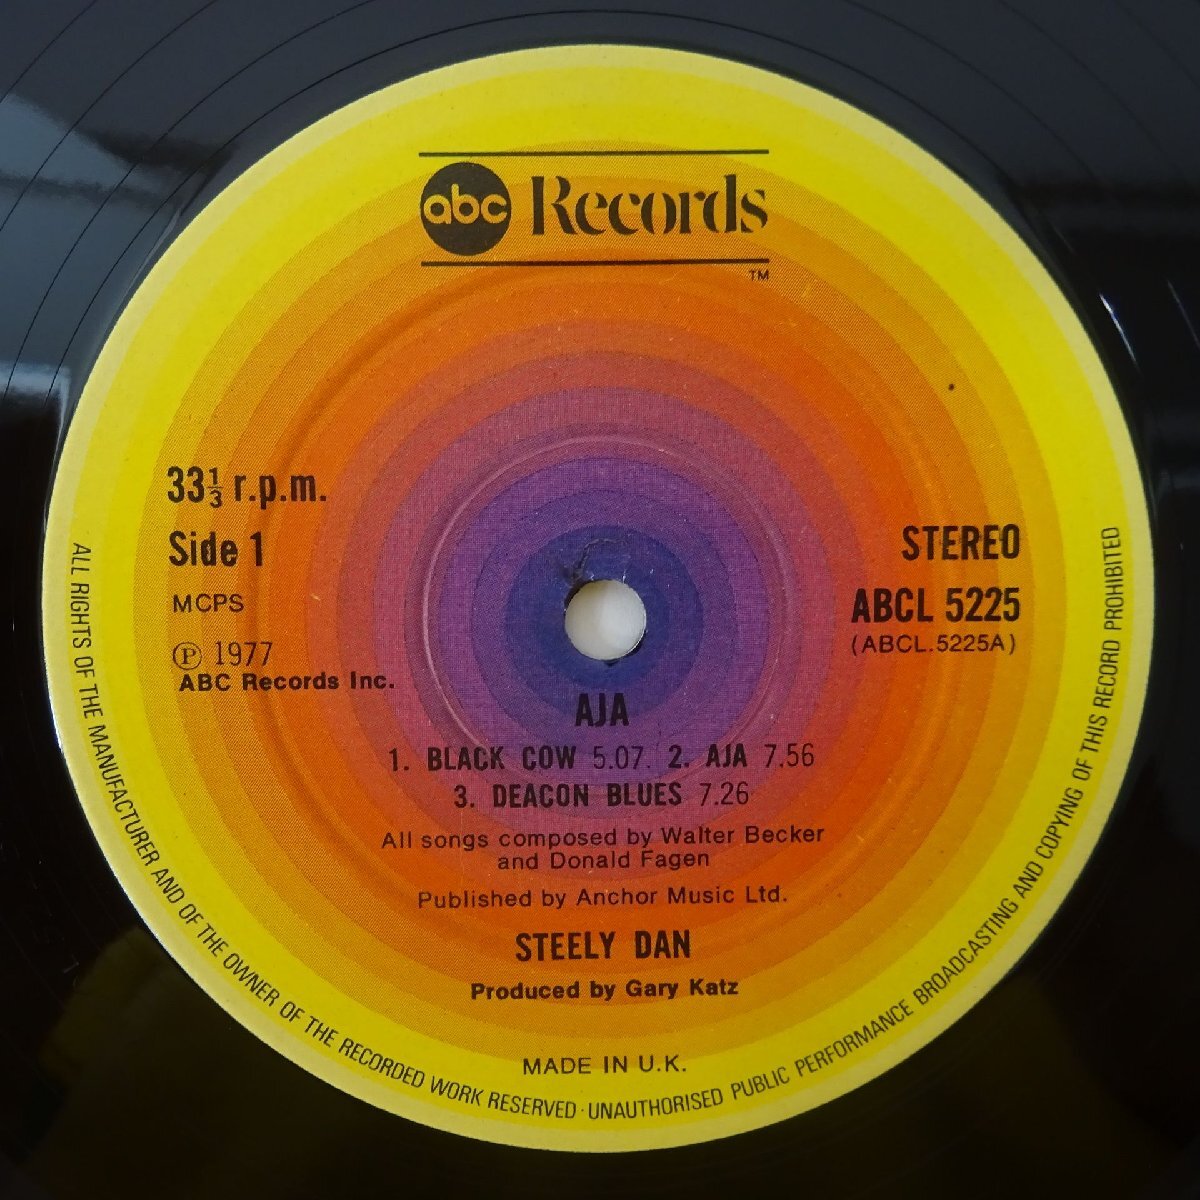 abc Records
TM
33⅓ r.p.m.
Side 1
MCPS
Ⓟ 1977
ABC Records Inc.
STEREO
ABCL 5225
(ABCL.5225A)
AJA
1. BLACK COW 5.07. 2. AJA 7.56
3. DEACON BLUES 7.26
All songs composed by Walter Becker
and Donald Fagen
Published by Anchor Music Ltd.
STEELY DAN
Produced by Gary Katz
MADE IN U.K.
ALL RIGHTS OF THE MANUFACTURER AND OF THE OWNER OF THE RECORDED WORK RESERVED · UNAUTHORISED PUBLIC PERFORMANCE BROADCASTING AND COPYING OF THIS RECORD PROHIBITED